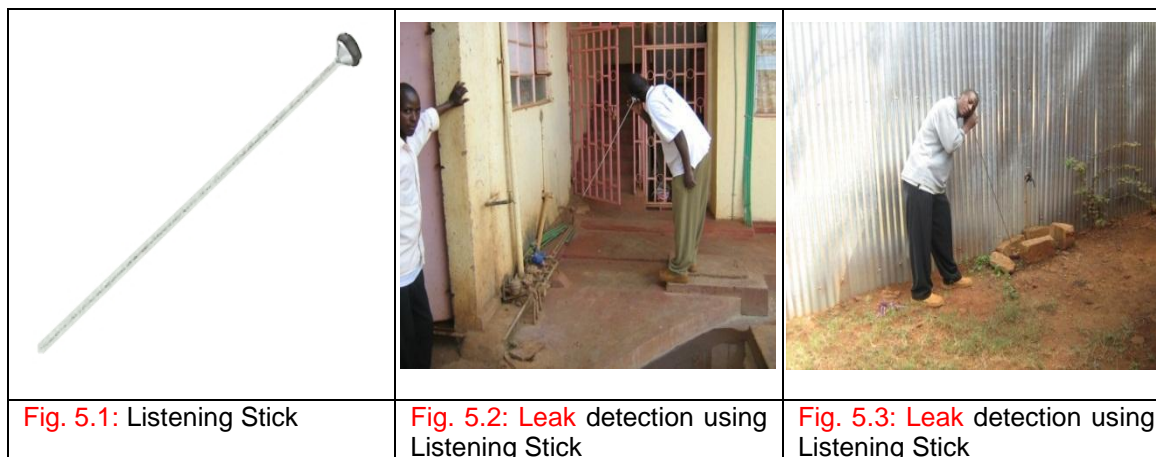 Fig. 5.1: Listening Stick
Fig. 5.2: Leak detection using
Listening Stick
Fig. 5.3: Leak detection using
Listening Stick